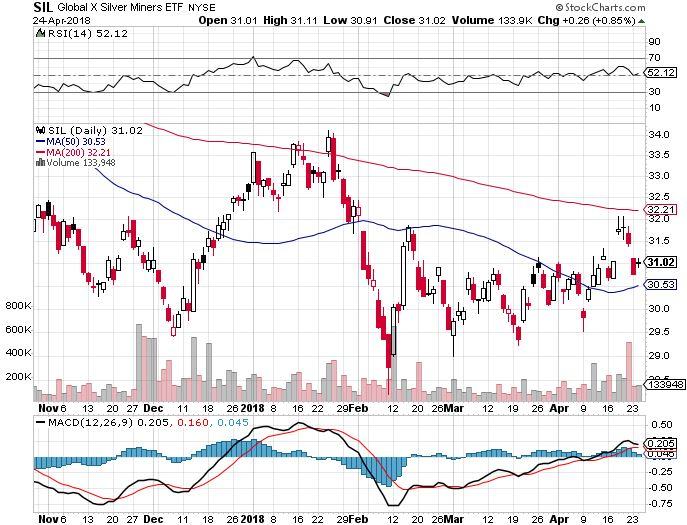 SIL Global X Silver Miners ETF NYSE © StockCharts.com
24-Apr-2018 Open 31.01 High 31.11 Low 30.91 Close 31.02 Volume 133.9K Chg +0.26 (+0.85%)
RSI(14) 52.12
90
70
52.12
30
10
SIL (Daily) 31.02
MA(50) 30.53
MA(200) 32.21
Volume 133,948
34.0
33.5
33.0
32.5
32.21
32.0
31.5
31.02
30.53
30.0
29.5
29.0
28.5
800K
600K
400K
200K
133948
Nov 6 13 20 27 Dec 11 18 26 2018 8 16 22 29 Feb 12 20 26 Mar 12 19 26 Apr 9 16 23
MACD(12,26,9) 0.205, 0.160, 0.045
0.50
0.205
0.045
-0.25
-0.50
-0.75
Nov 6 13 20 27 Dec 11 18 26 2018 8 16 22 29 Feb 12 20 26 Mar 12 19 26 Apr 9 16 23